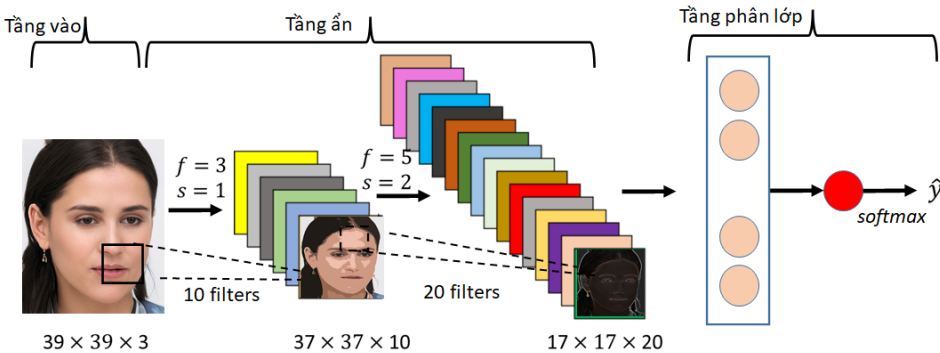 Tầng vào
Tầng ẩn
Tầng phân lớp
f = 3
s = 1
f = 5
s = 2
ŷ
softmax
10 filters
20 filters
39 × 39 × 3
37 × 37 × 10
17 × 17 × 20